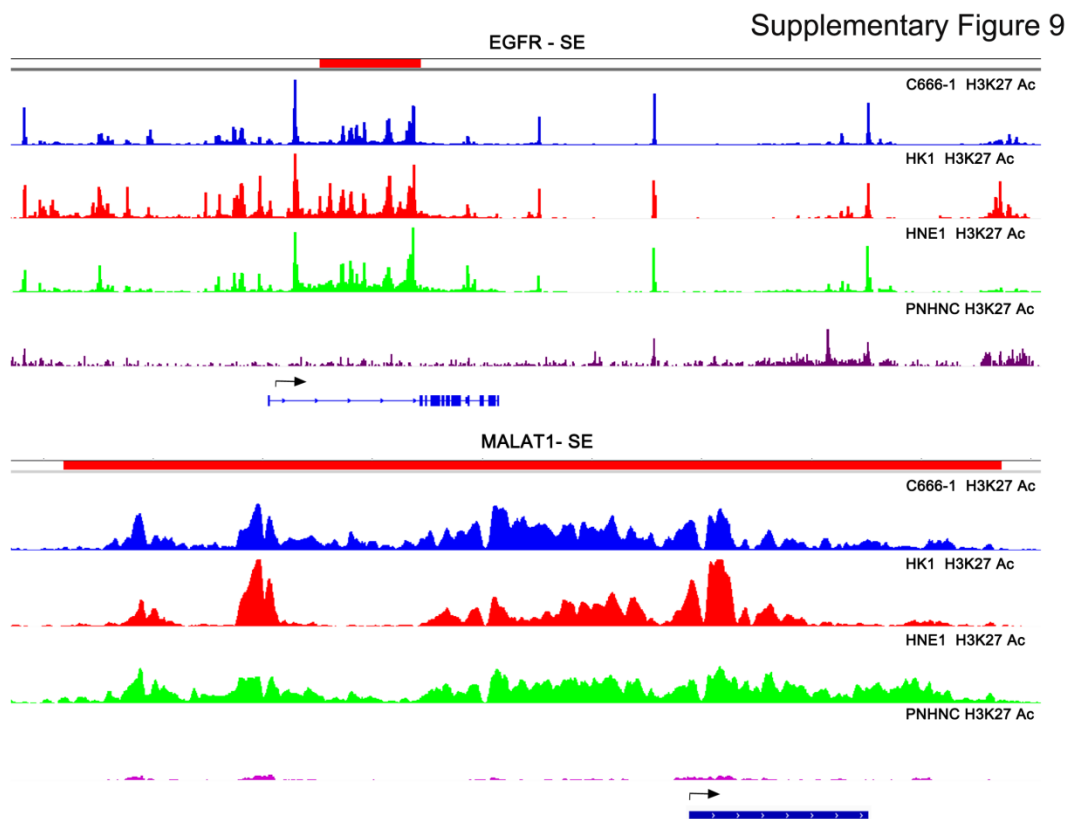 Supplementary Figure 9
EGFR - SE
C666-1 H3K27 Ac
HK1 H3K27 Ac
HNE1 H3K27 Ac
PNHNC H3K27 Ac
MALAT1- SE
C666-1 H3K27 Ac
HK1 H3K27 Ac
HNE1 H3K27 Ac
PNHNC H3K27 Ac